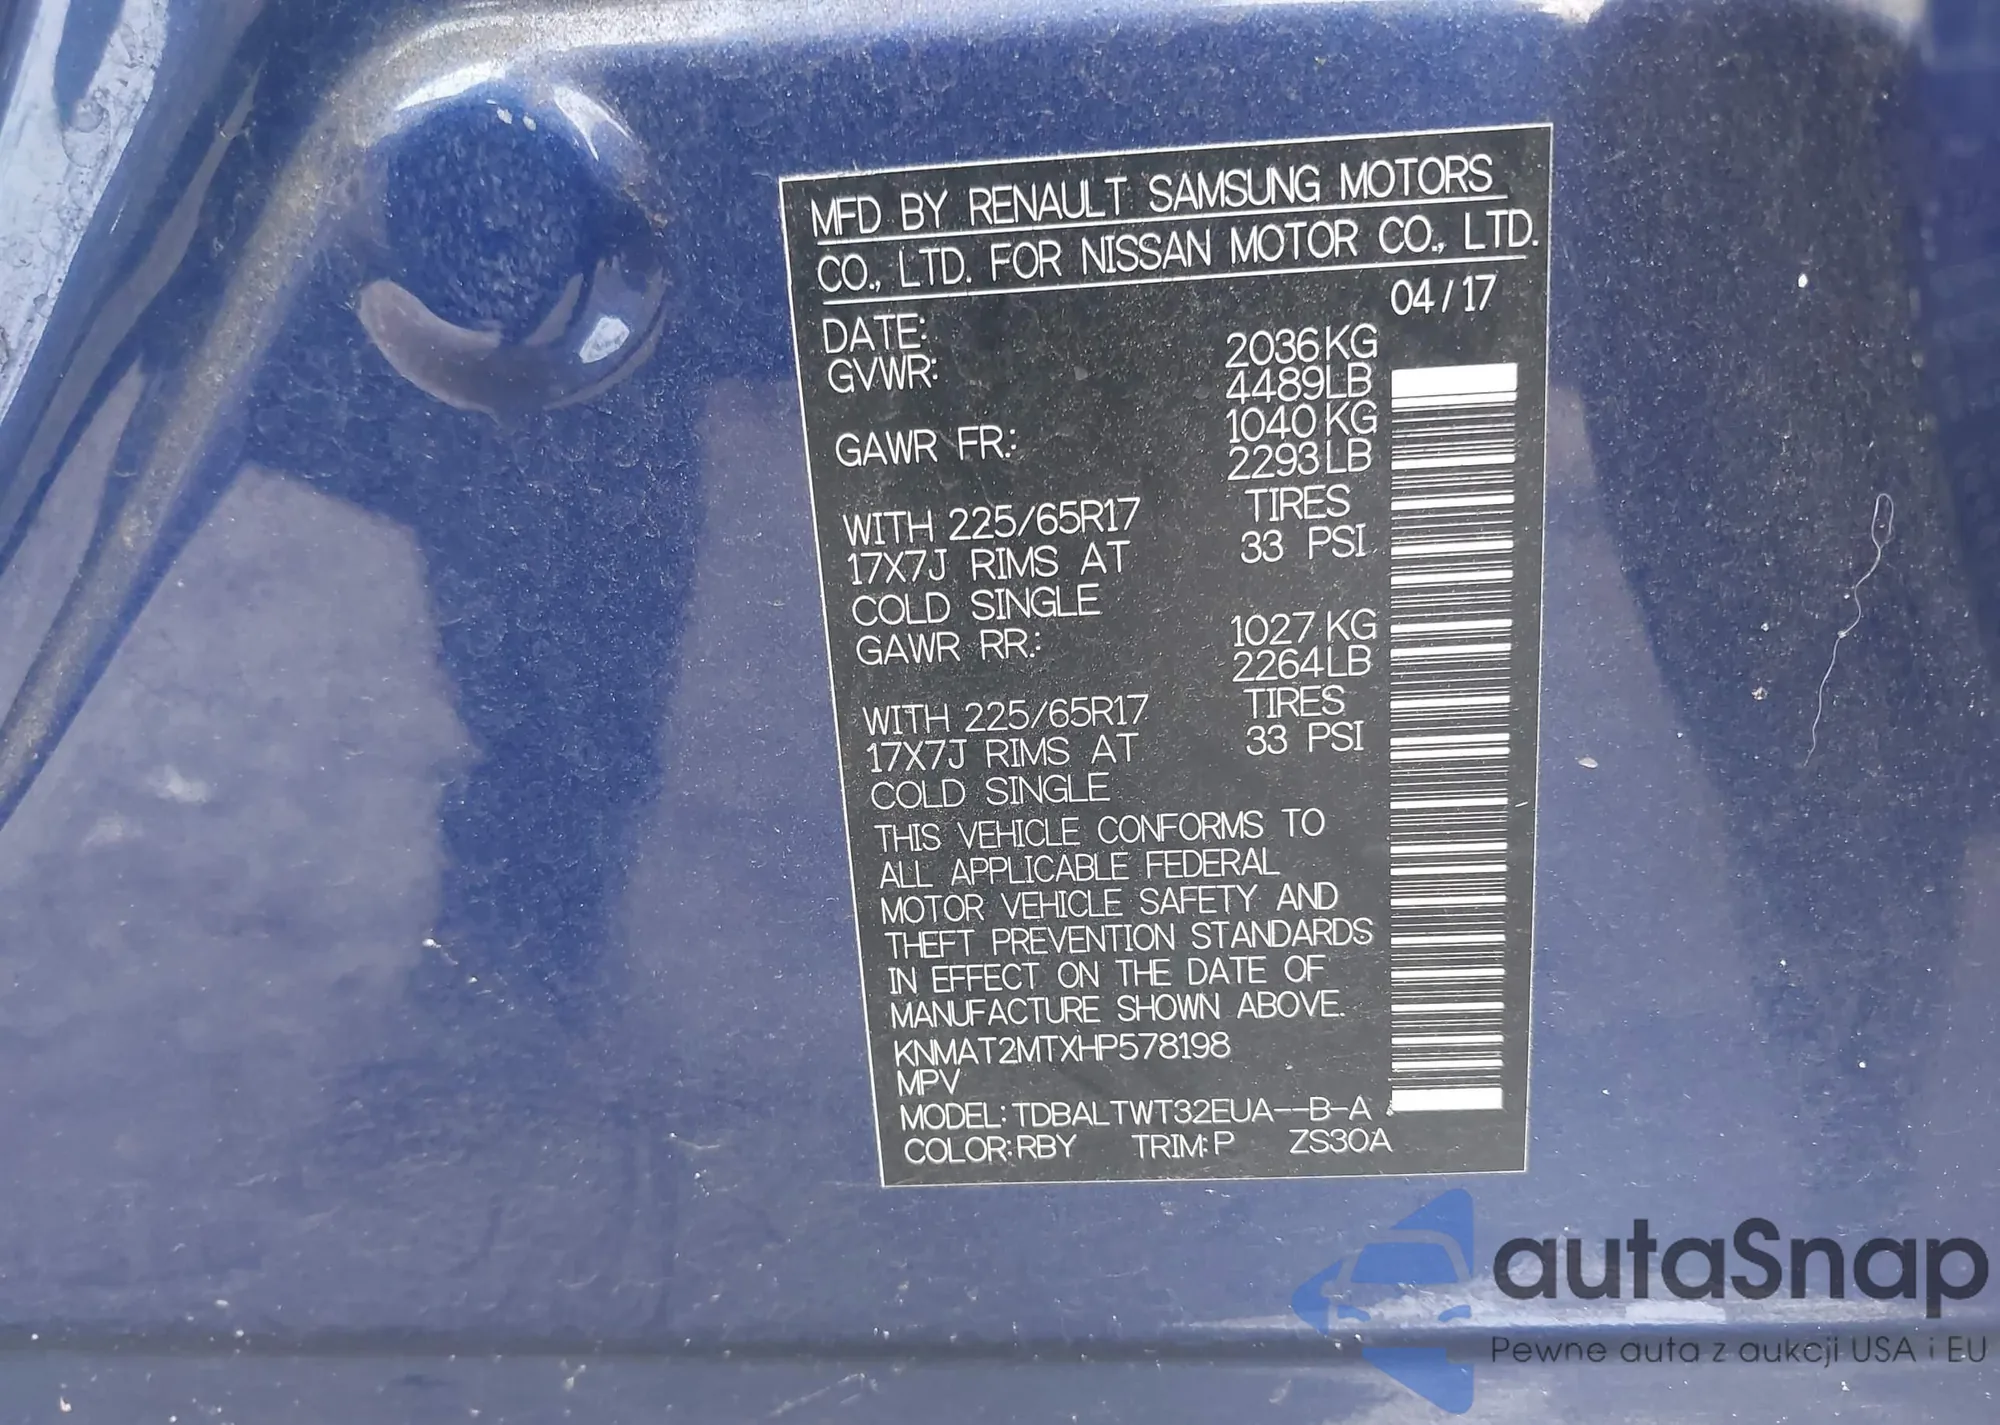 MFD BY RENAULT SAMSUNG MOTORS
CO., LTD. FOR NISSAN MOTOR CO., LTD.
DATE: 04/17
GVWR: 2036KG
4489LB
GAWR FR.: 1040KG
2293LB
WITH 225/65R17 TIRES
17X7J RIMS AT 33 PSI
COLD SINGLE
GAWR RR.: 1027KG
2264LB
WITH 225/65R17 TIRES
17X7J RIMS AT 33 PSI
COLD SINGLE
THIS VEHICLE CONFORMS TO
ALL APPLICABLE FEDERAL
MOTOR VEHICLE SAFETY AND
THEFT PREVENTION STANDARDS
IN EFFECT ON THE DATE OF
MANUFACTURE SHOWN ABOVE.
KNMAT2MTXHP578198
MPV
MODEL:TDBALTWT32EUA--B-A
COLOR:RBY TRIM:P ZS30A
autaSnap
Pewne auta z aukcji USA i EU